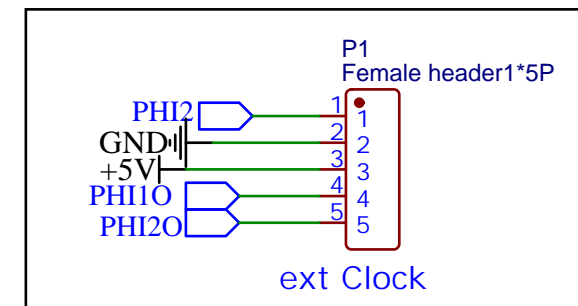 P1
Female header1*5P
PHI2 1 1
GND 2 2
+5V 3 3
PHI1O 4 4
PHI2O 5 5
ext Clock